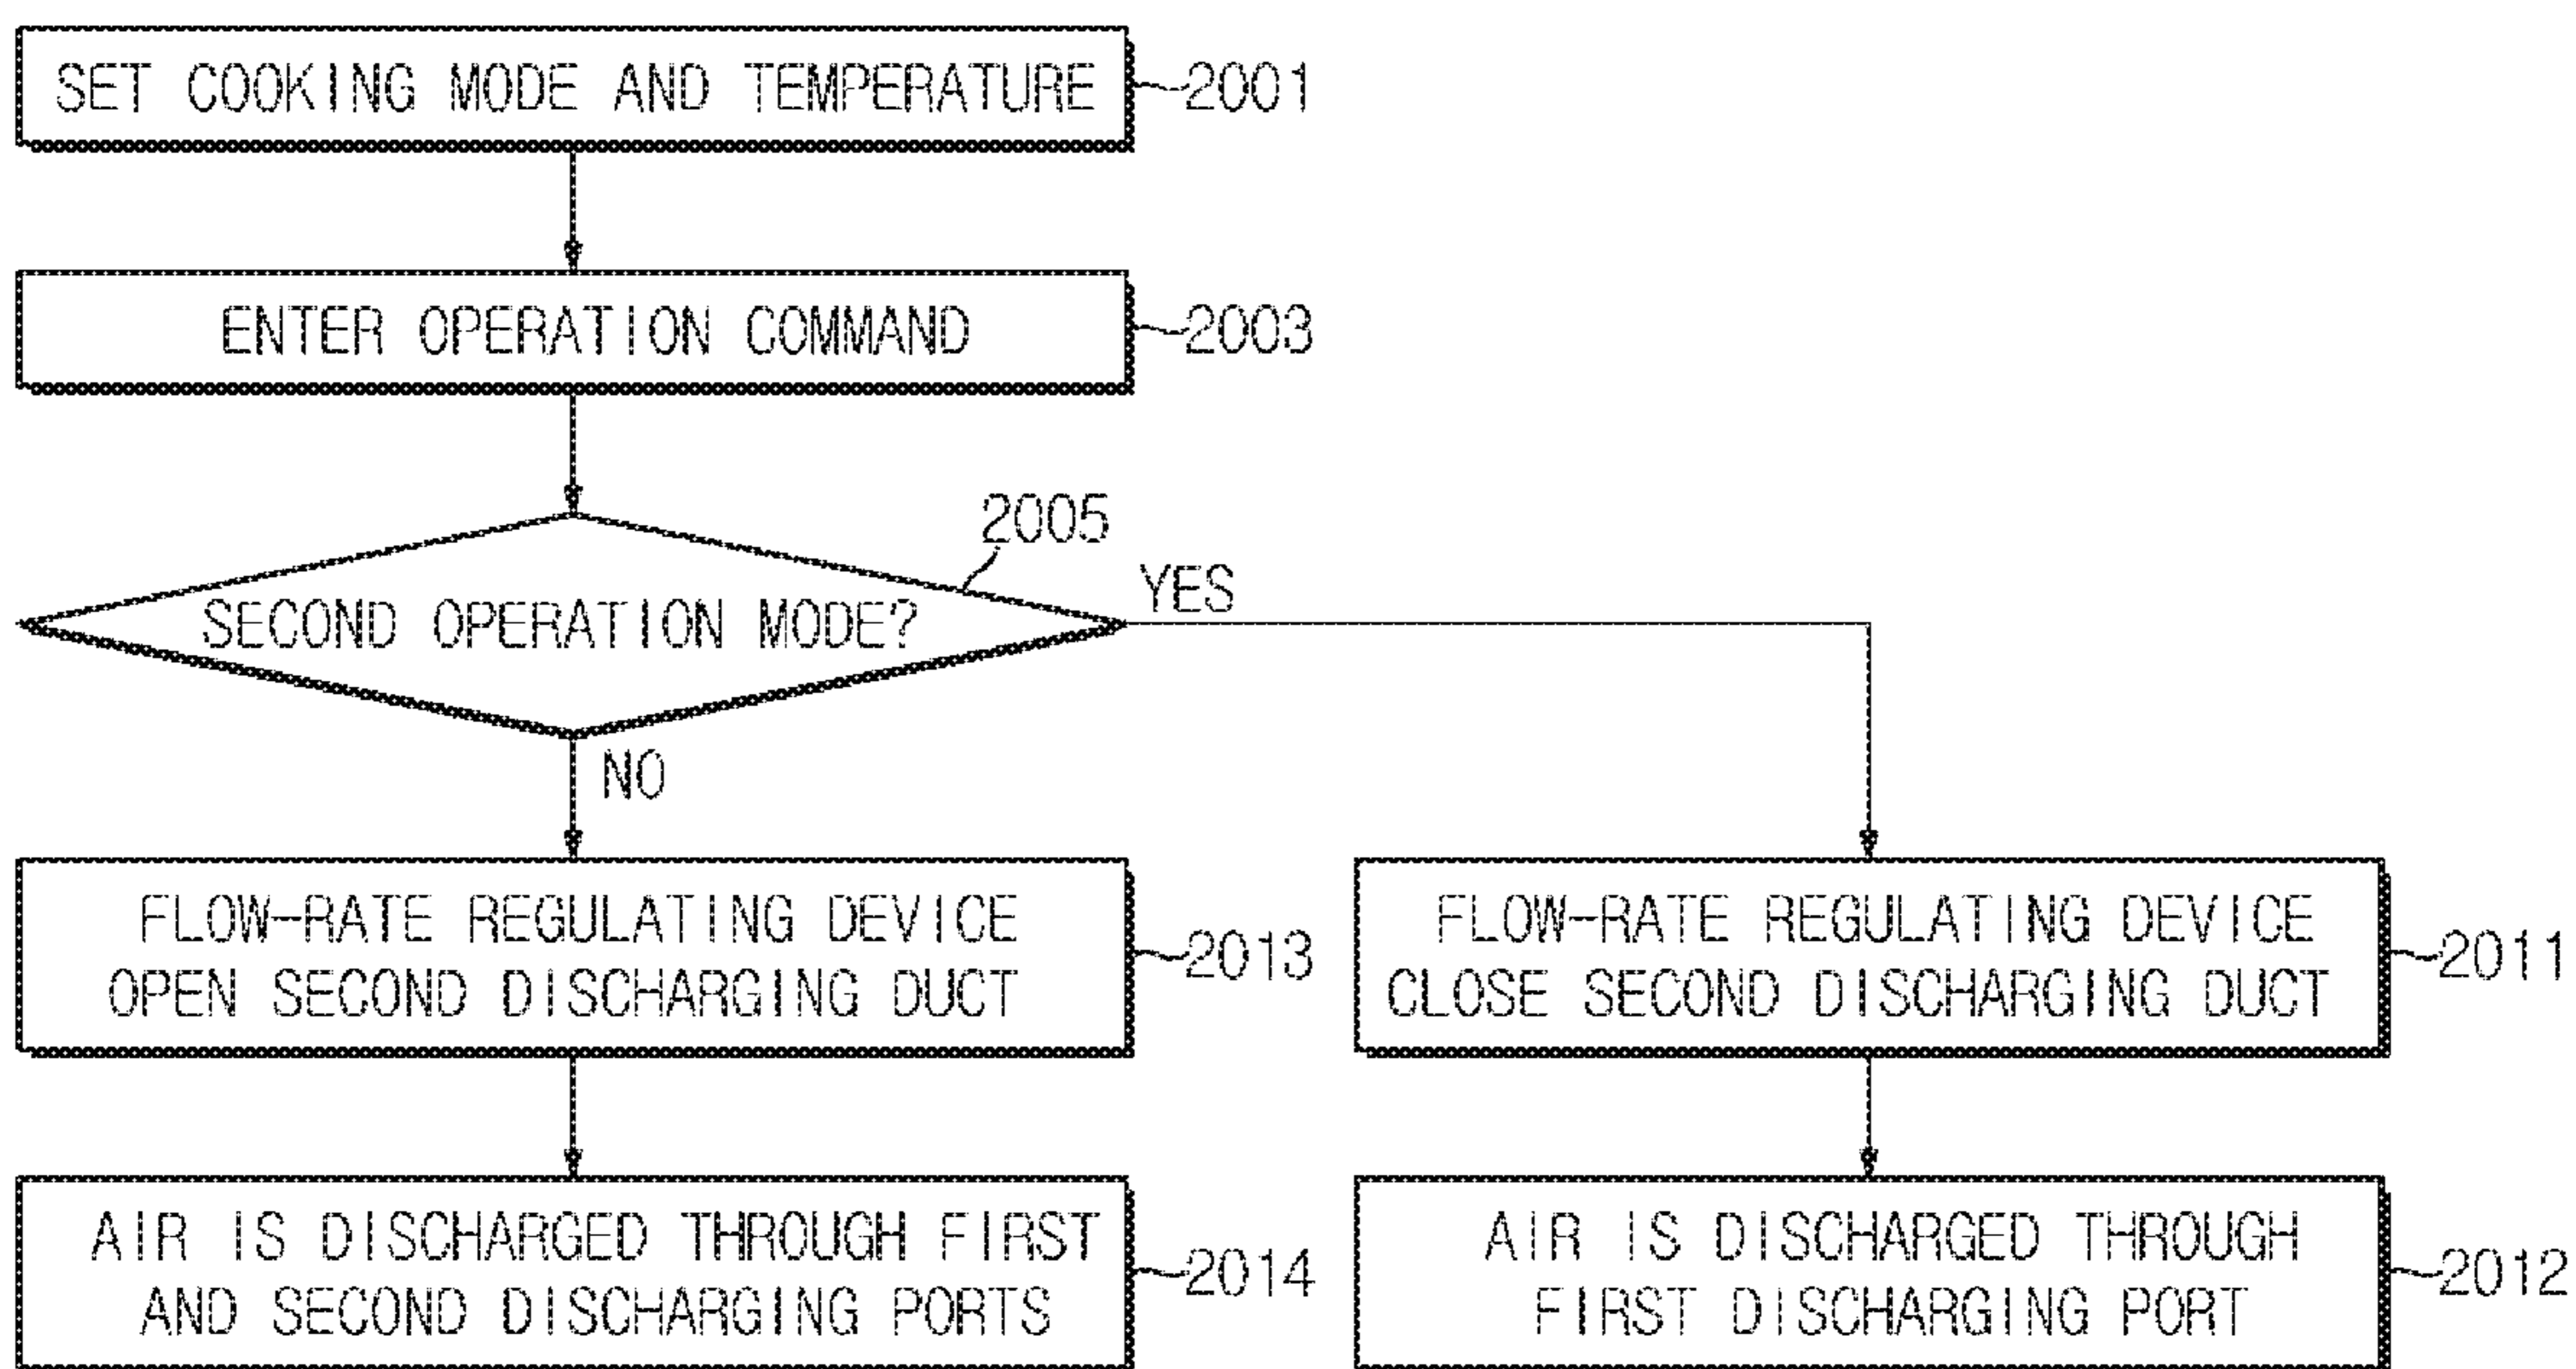 SET COOKING MODE AND TEMPERATURE
2001
ENTER OPERATION COMMAND
2003
2005
SECOND OPERATION MODE?
YES
NO
FLOW-RATE REGULATING DEVICE
OPEN SECOND DISCHARGING DUCT
2013
FLOW-RATE REGULATING DEVICE
CLOSE SECOND DISCHARGING DUCT
2011
AIR IS DISCHARGED THROUGH FIRST
AND SECOND DISCHARGING PORTS
2014
AIR IS DISCHARGED THROUGH
FIRST DISCHARGING PORT
2012